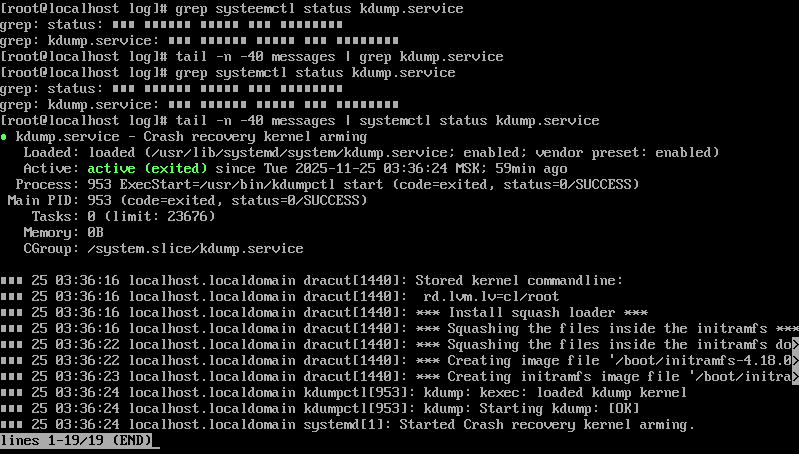 [root@localhost log]# grep systeemctl status kdump.service
grep: status:
grep: kdump.service:
[root@localhost log]# tail -n -40 messages | grep kdump.service
[root@localhost log]# grep systemctl status kdump.service
grep: status:
grep: kdump.service:
[root@localhost log]# tail -n -40 messages | systemctl status kdump.service
● kdump.service - Crash recovery kernel arming
Loaded: loaded (/usr/lib/systemd/system/kdump.service; enabled; vendor preset: enabled)
Active: active (exited) since Tue 2025-11-25 03:36:24 MSK; 59min ago
Process: 953 ExecStart=/usr/bin/kdumpctl start (code=exited, status=0/SUCCESS)
Main PID: 953 (code=exited, status=0/SUCCESS)
Tasks: 0 (limit: 23676)
Memory: 0B
CGroup: /system.slice/kdump.service
25 03:36:16 localhost.localdomain dracut[1440]: Stored kernel commandline:
25 03:36:16 localhost.localdomain dracut[1440]:  rd.lvm.lv=cl/root
25 03:36:16 localhost.localdomain dracut[1440]: *** Install squash loader ***
25 03:36:16 localhost.localdomain dracut[1440]: *** Squashing the files inside the initramfs ***
25 03:36:22 localhost.localdomain dracut[1440]: *** Squashing the files inside the initramfs do>
25 03:36:22 localhost.localdomain dracut[1440]: *** Creating image file '/boot/initramfs-4.18.0>
25 03:36:23 localhost.localdomain dracut[1440]: *** Creating initramfs image file '/boot/initra>
25 03:36:24 localhost.localdomain kdumpctl[953]: kdump: kexec: loaded kdump kernel
25 03:36:24 localhost.localdomain kdumpctl[953]: kdump: Starting kdump: [OK]
25 03:36:24 localhost.localdomain systemd[1]: Started Crash recovery kernel arming.
lines 1-19/19 (END)